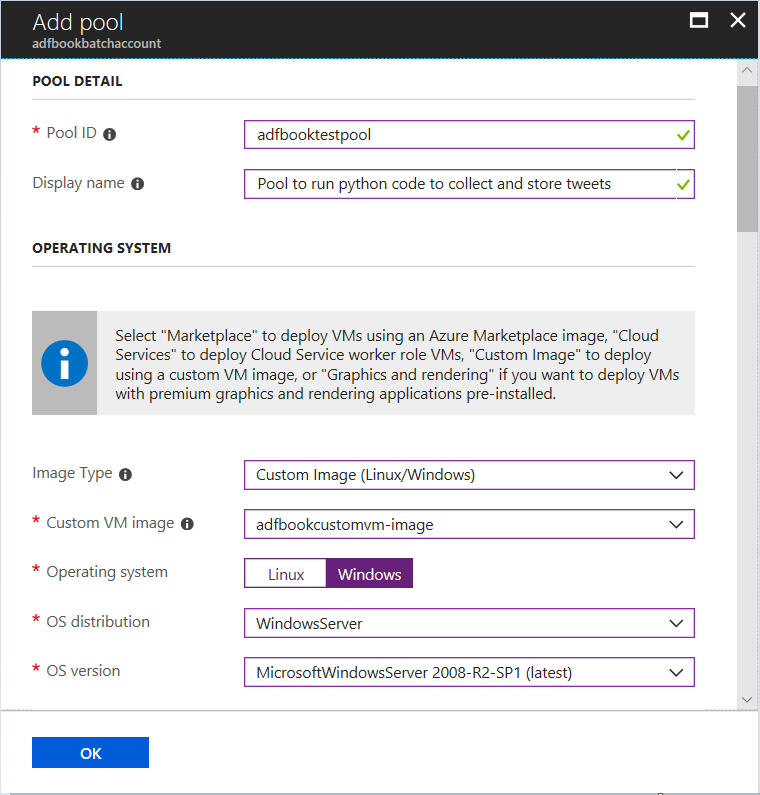 Add pool
adfbookbatchaccount
POOL DETAIL
* Pool ID
adfbooktestpool
Display name
Pool to run python code to collect and store tweets
OPERATING SYSTEM
Select "Marketplace" to deploy VMs using an Azure Marketplace image, "Cloud
Services" to deploy Cloud Service worker role VMs, "Custom Image" to deploy
using a custom VM image, or "Graphics and rendering" if you want to deploy VMs
with premium graphics and rendering applications pre-installed.
Image Type
Custom Image (Linux/Windows)
* Custom VM image
adfbookcustomvm-image
* Operating system
Linux Windows
* OS distribution
WindowsServer
* OS version
MicrosoftWindowsServer 2008-R2-SP1 (latest)
OK